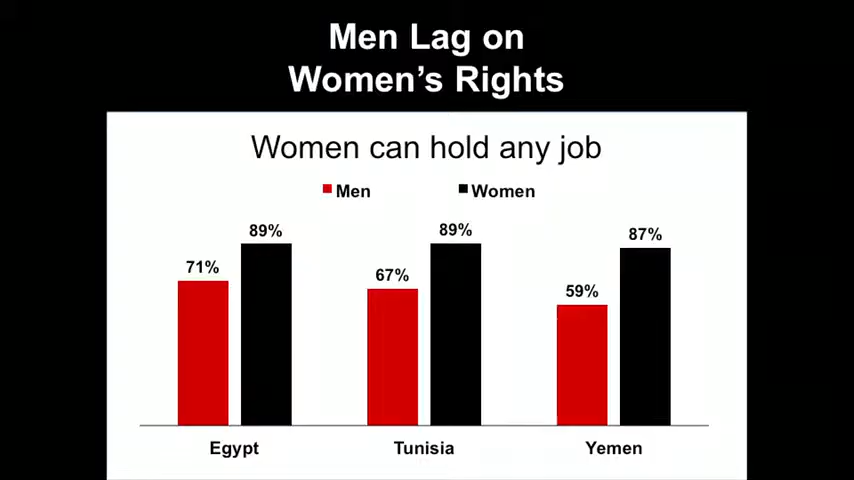 Men Lag on
Women's Rights
Women can hold any job
Men Women
71% 89% 67% 89% 59% 87%
Egypt Tunisia Yemen